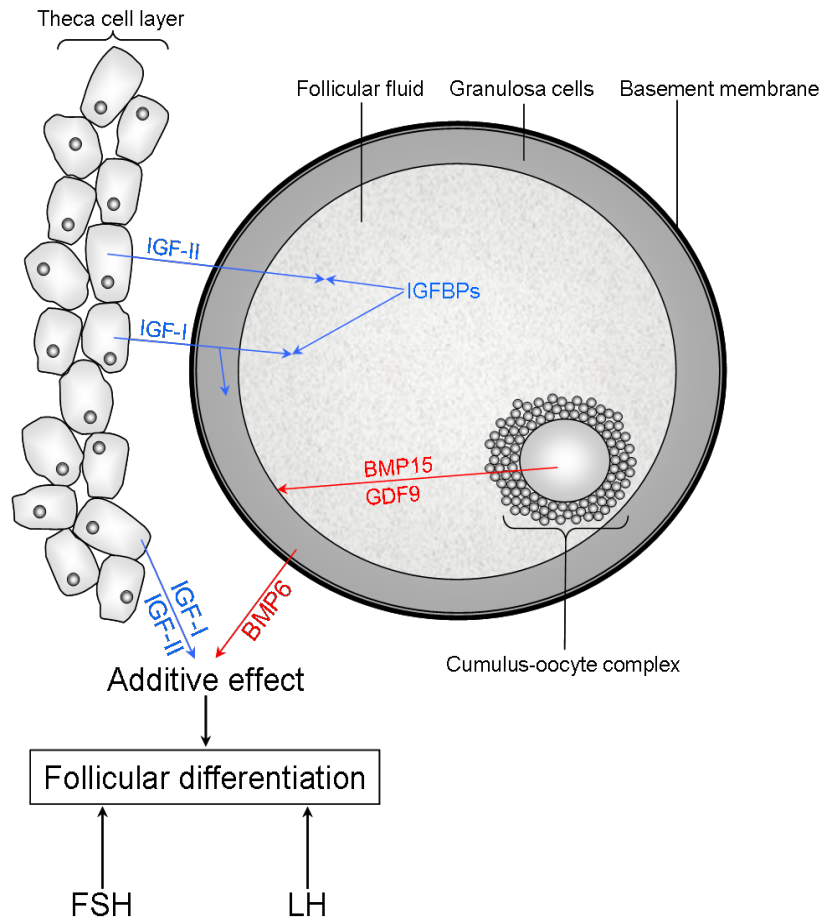 Theca cell layer
Follicular fluid
Granulosa cells
Basement membrane
IGF-II
IGFBPs
IGF-I
BMP15
GDF9
IGF-I
IGF-II
BMP6
Cumulus-oocyte complex
Additive effect
Follicular differentiation
FSH
LH